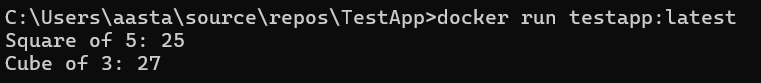 C:\Users\aasta\source\repos\TestApp>docker run testapp:latest
Square of 5: 25
Cube of 3: 27